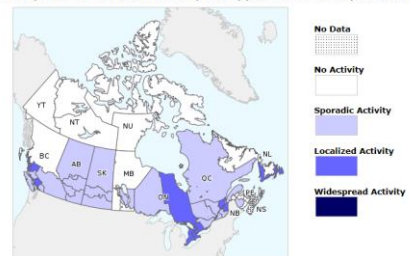 No Data
No Activity
YT
NT
NU
Sporadic Activity
BC
AB
SK
MB
NL
Localized Activity
QC
ON
PE
NB
NS
Widespread Activity